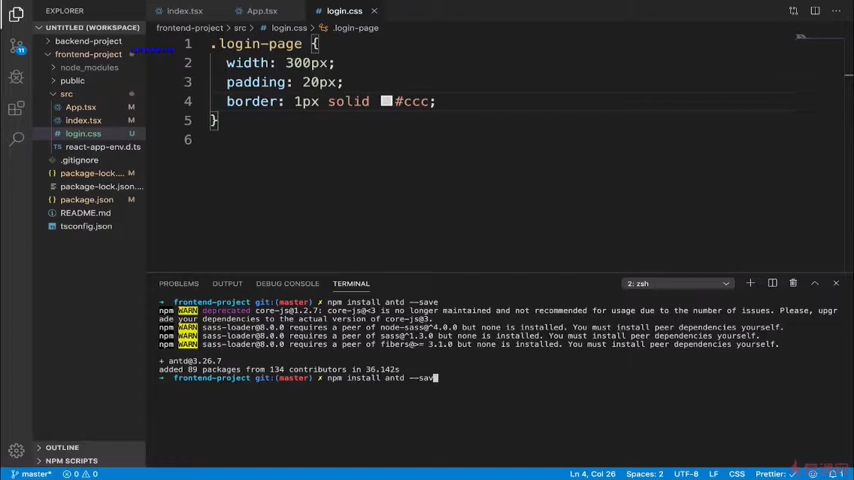 EXPLORER
index.tsx
App.tsx
login.css
UNTITLED (WORKSPACE)
frontend-project > src > login.css > .login-page
backend-project
frontend-project
node_modules
public
src
App.tsx M
index.tsx M
login.css U
react-app-env.d.ts
.gitignore
package-lock.... M
package-lock.json....
package.json M
README.md
tsconfig.json
11
1 .login-page {
2 width: 300px;
3 padding: 20px;
4 border: 1px solid #ccc;
5 }
6
PROBLEMS OUTPUT DEBUG CONSOLE TERMINAL 2: zsh
→ frontend-project git:(master) ✗ npm install antd --save
npm WARN deprecated core-js@1.2.7: core-js@<3 is no longer maintained and not recommended for usage due to the number of issues. Please, upgr
ade your dependencies to the actual version of core-js@3.
npm WARN sass-loader@8.0.0 requires a peer of node-sass@^4.0.0 but none is installed. You must install peer dependencies yourself.
npm WARN sass-loader@8.0.0 requires a peer of sass@^1.3.0 but none is installed. You must install peer dependencies yourself.
npm WARN sass-loader@8.0.0 requires a peer of fibers@>= 3.1.0 but none is installed. You must install peer dependencies yourself.
+ antd@3.26.7
added 89 packages from 134 contributors in 36.142s
→ frontend-project git:(master) ✗ npm install antd --sav
OUTLINE
NPM SCRIPTS
master* 0 0 Ln 4, Col 26 Spaces: 2 UTF-8 LF CSS Prettier: ✓ 1